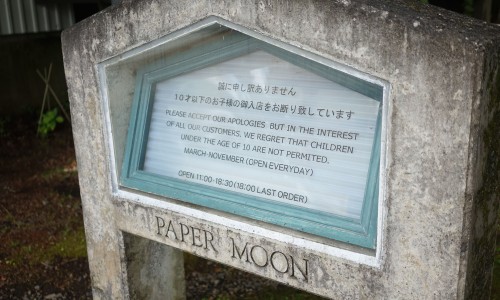 PAPER MOON
誠に申し訳ありません
10才以下のお子様の御入店をお断り致しています
PLEASE ACCEPT OUR APOLOGIES. BUT IN THE INTEREST
OF ALL OUR CUSTOMERS, WE REGRET THAT CHILDREN
UNDER THE AGE OF 10 ARE NOT PERMITTED.
MARCH-NOVEMBER (OPEN EVERYDAY)
OPEN 11:00-18:30 (18:00 LAST ORDER)
PAPER MOON